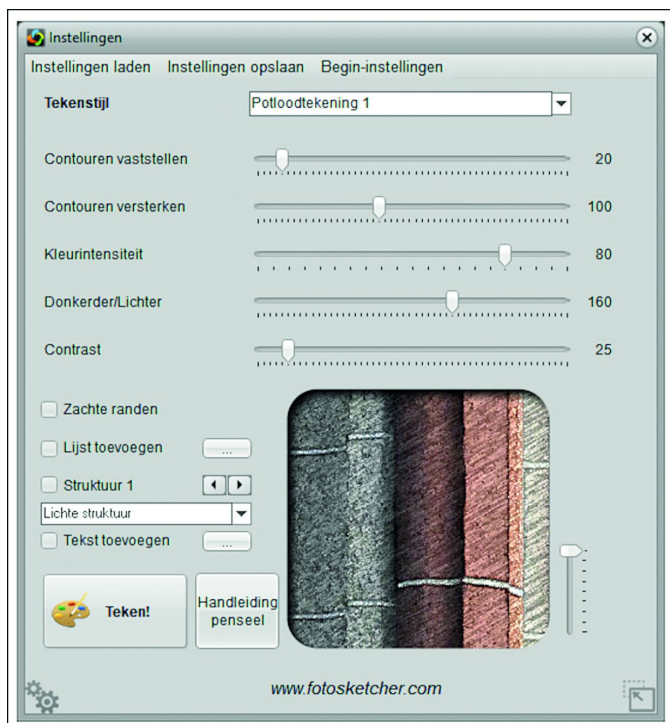 Instellingen
Instellingen laden Instellingen opslaan Begin-instellingen
Tekenstijl Potloodtekening 1
Contouren vaststellen 20
Contouren versterken 100
Kleurintensiteit 80
Donkerder/Lichter 160
Contrast 25
Zachte randen
Lijst toevoegen ...
Struktuur 1
Lichte struktuur
Tekst toevoegen ...
Teken!
Handleiding
penseel
www.fotosketcher.com